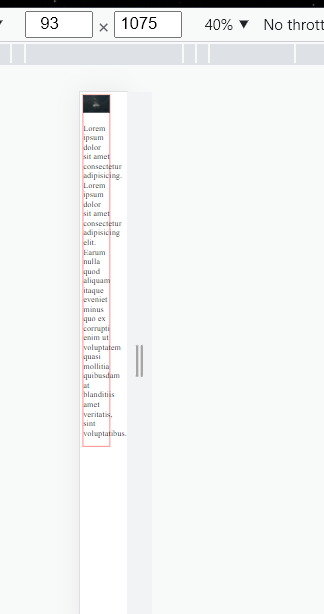 93 × 1075 40% ▼ No thrott
Lorem
ipsum
dolor
sit amet
consectetur
adipisicing.
Lorem
ipsum
dolor
sit amet
consectetur
adipisicing
elit.
Earum
nulla
quod
aliquam
itaque
eveniet
minus
quo ex
corrupti
enim ut
voluptatem
quasi
mollitia
quibusdam
at
blanditiis
amet
veritatis,
sint
voluptatibus.